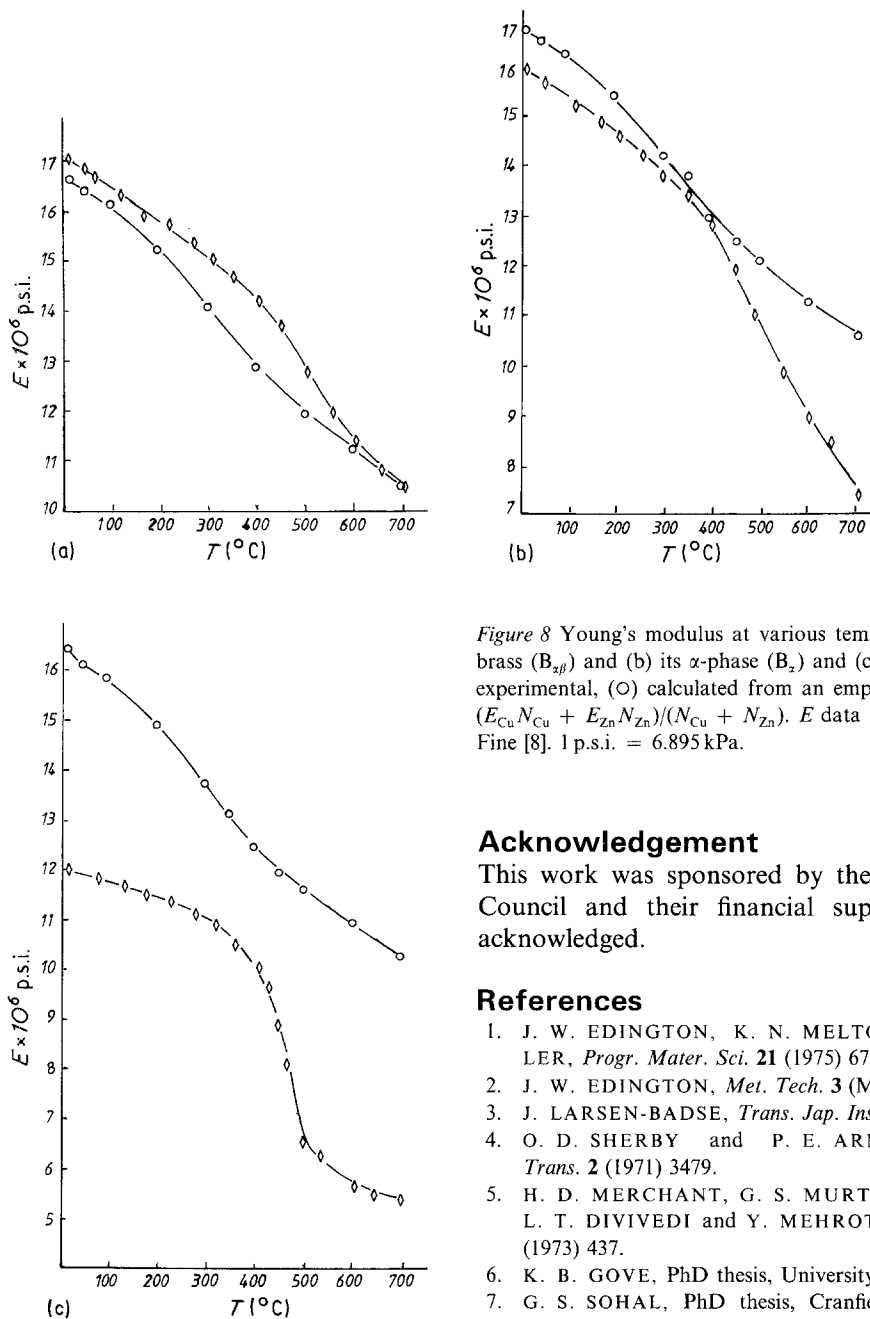 17
16
15
14
13
12
11
10
E × 10⁶ p.s.i.
100 200 300 400 500 600 700
(a) T (°C)
17
16
15
14
13
12
11
10
9
8
7
E × 10⁶ p.s.i.
100 200 300 400 500 600 700
(b) T (°C)
16
15
14
13
12
11
10
9
8
7
6
5
E × 10⁶ p.s.i.
100 200 300 400 500 600 700
(c) T (°C)
Figure 8 Young's modulus at various tem
brass (B_αβ) and (b) its α-phase (B_α) and (c
experimental, (○) calculated from an emp
(E_Cu N_Cu + E_Zn N_Zn)/(N_Cu + N_Zn). E data
Fine [8]. 1 p.s.i. = 6.895 kPa.
Acknowledgement
This work was sponsored by the
Council and their financial sup
acknowledged.
References
1. J. W. EDINGTON, K. N. MELTO
LER, Progr. Mater. Sci. 21 (1975) 67
2. J. W. EDINGTON, Met. Tech. 3 (M
3. J. LARSEN-BADSE, Trans. Jap. Ins
4. O. D. SHERBY and P. E. ARM
Trans. 2 (1971) 3479.
5. H. D. MERCHANT, G. S. MURT
L. T. DIVIVEDI and Y. MEHROT
(1973) 437.
6. K. B. GOVE, PhD thesis, University
7. G. S. SOHAL, PhD thesis, Cranfie